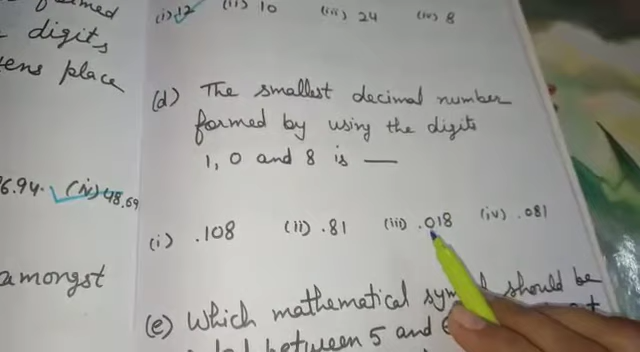 (i) 12 (ii) 10 (iii) 24 (iv) 8
digits
place
(d) The smallest decimal number
formed by using the digits
1, 0 and 8 is —
6.94. (iv) 48.69
(i) .108 (ii) .81 (iii) .018 (iv) .081
amongst
(e) Which mathematical should be
between 5 and